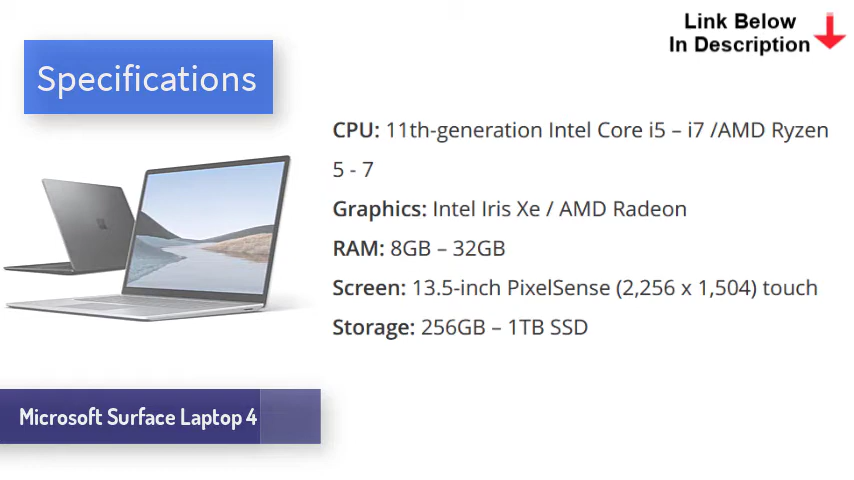 Link Below
In Description
Specifications
CPU: 11th-generation Intel Core i5 – i7 /AMD Ryzen
5 - 7
Graphics: Intel Iris Xe / AMD Radeon
RAM: 8GB – 32GB
Screen: 13.5-inch PixelSense (2,256 x 1,504) touch
Storage: 256GB – 1TB SSD
Microsoft Surface Laptop 4